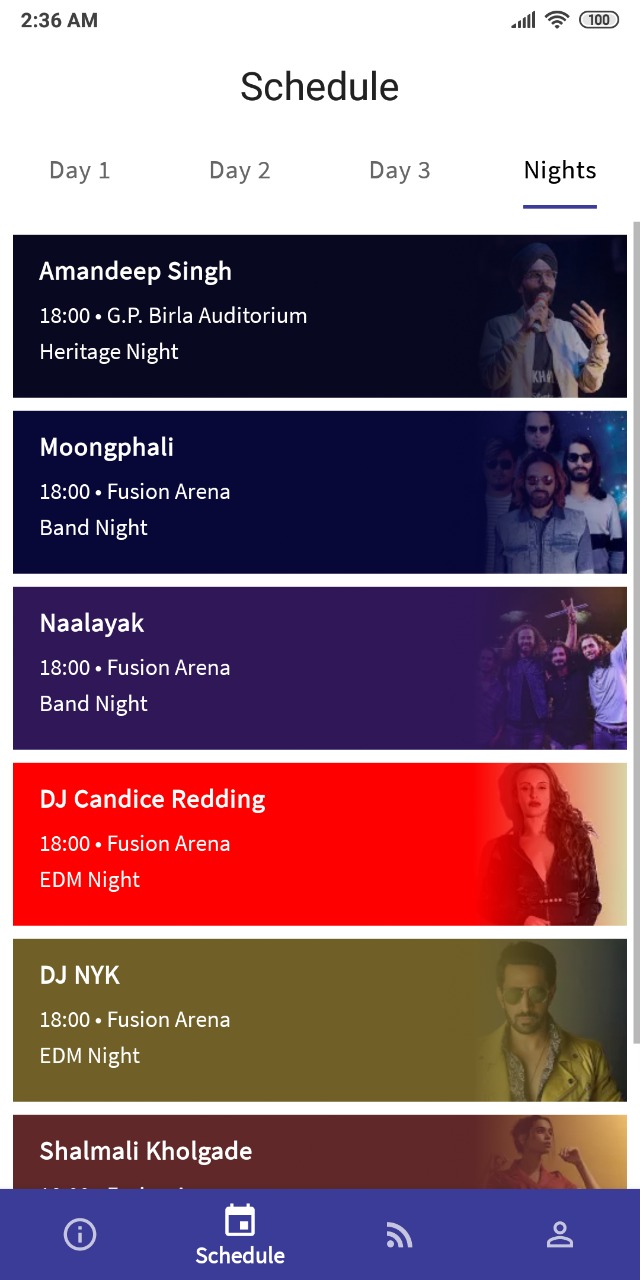 2:36 AM
100
Schedule
Day 1
Day 2
Day 3
Nights
Amandeep Singh
18:00 • G.P. Birla Auditorium
Heritage Night
Moongphali
18:00 • Fusion Arena
Band Night
Naalayak
18:00 • Fusion Arena
Band Night
DJ Candice Redding
18:00 • Fusion Arena
EDM Night
DJ NYK
18:00 • Fusion Arena
EDM Night
Shalmali Kholgade
Schedule